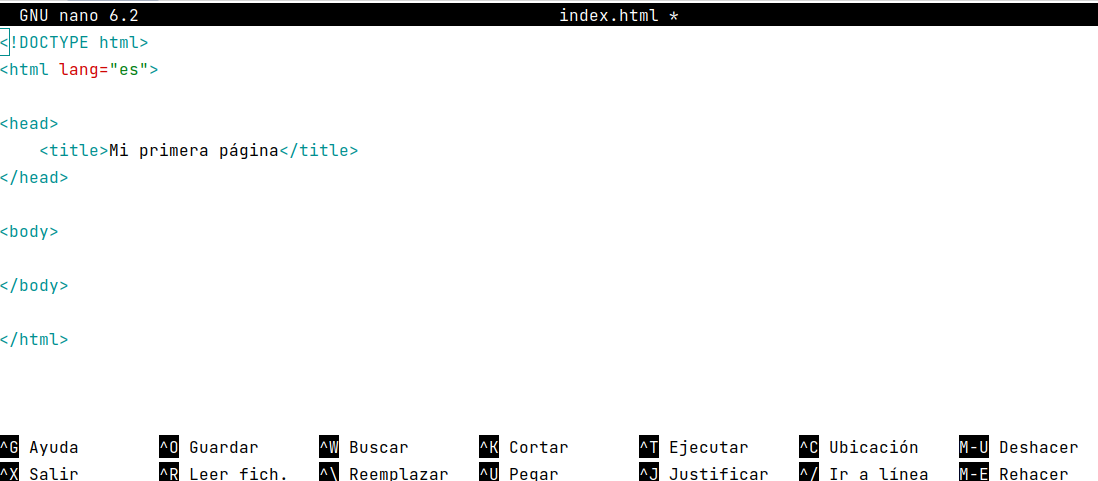 GNU nano 6.2 index.html *
<!DOCTYPE html>
<html lang="es">
<head>
    <title>Mi primera página</title>
</head>
<body>
</body>
</html>
^G Ayuda ^O Guardar ^W Buscar ^K Cortar ^T Ejecutar ^C Ubicación M-U Deshacer
^X Salir ^R Leer fich. ^\ Reemplazar ^U Pegar ^J Justificar ^/ Ir a línea M-E Rehacer